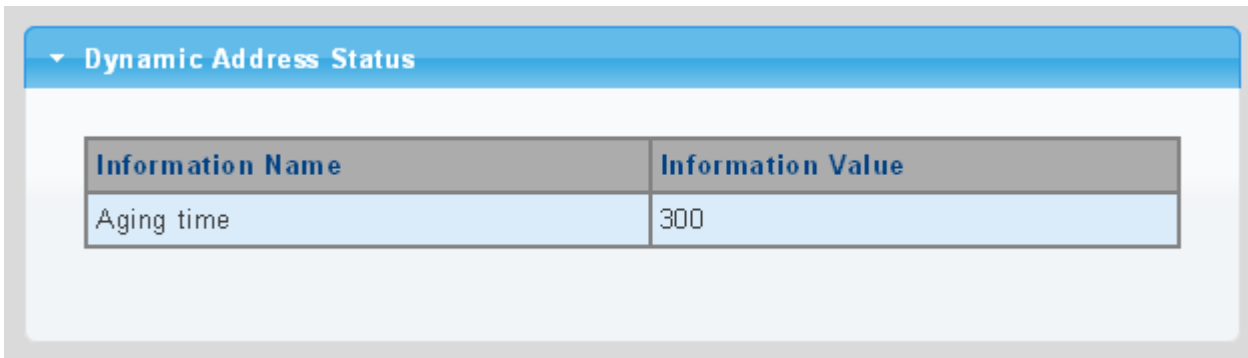 Dynamic Address Status
Information Name Information Value
Aging time 300